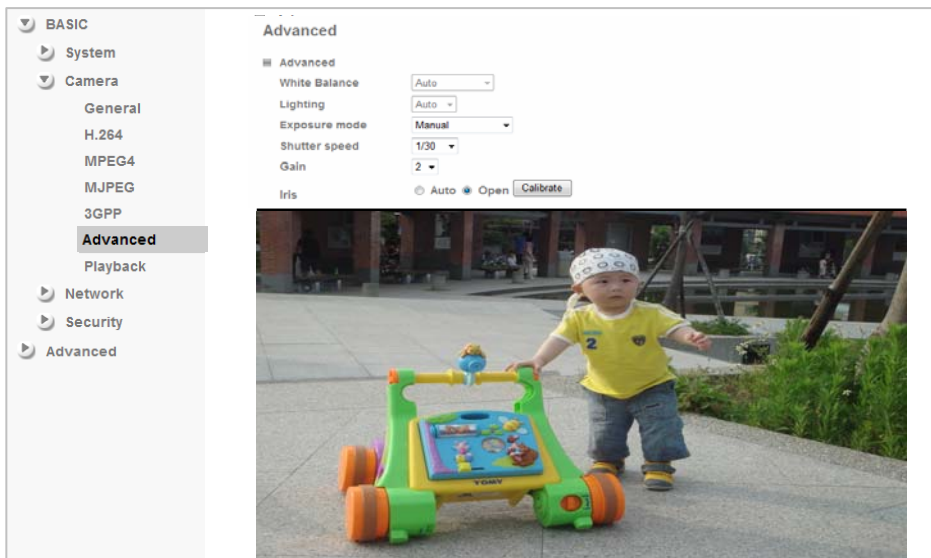 BASIC
System
Camera
General
H.264
MPEG4
MJPEG
3GPP
Advanced
Playback
Network
Security
Advanced
Advanced
Advanced
White Balance Auto
Lighting Auto
Exposure mode Manual
Shutter speed 1/30
Gain 2
Iris Auto Open Calibrate
2
TOMY